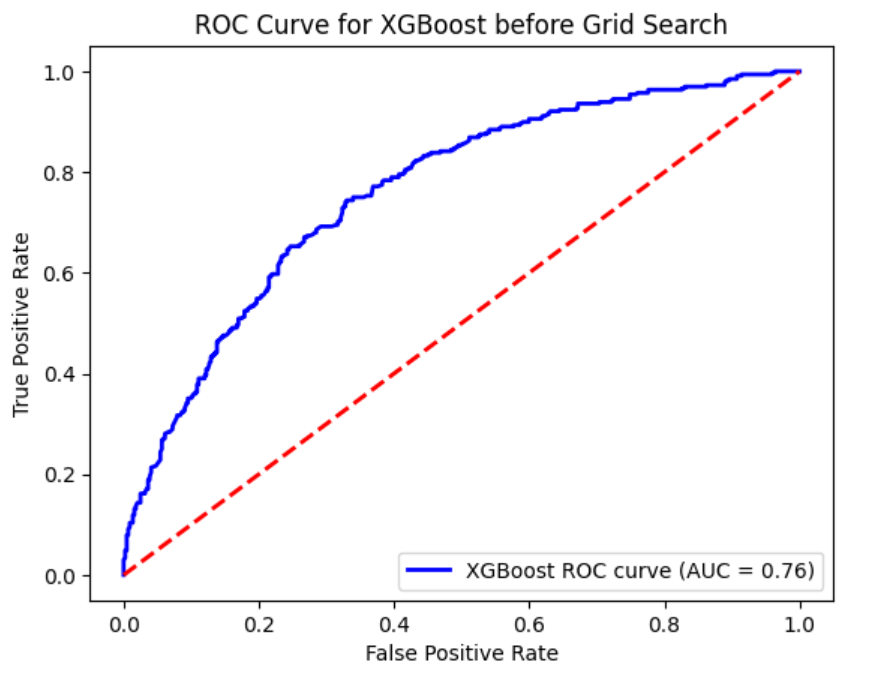 ROC Curve for XGBoost before Grid Search
1.0
0.8
0.6
0.4
0.2
0.0
True Positive Rate
XGBoost ROC curve (AUC = 0.76)
0.0 0.2 0.4 0.6 0.8 1.0
False Positive Rate